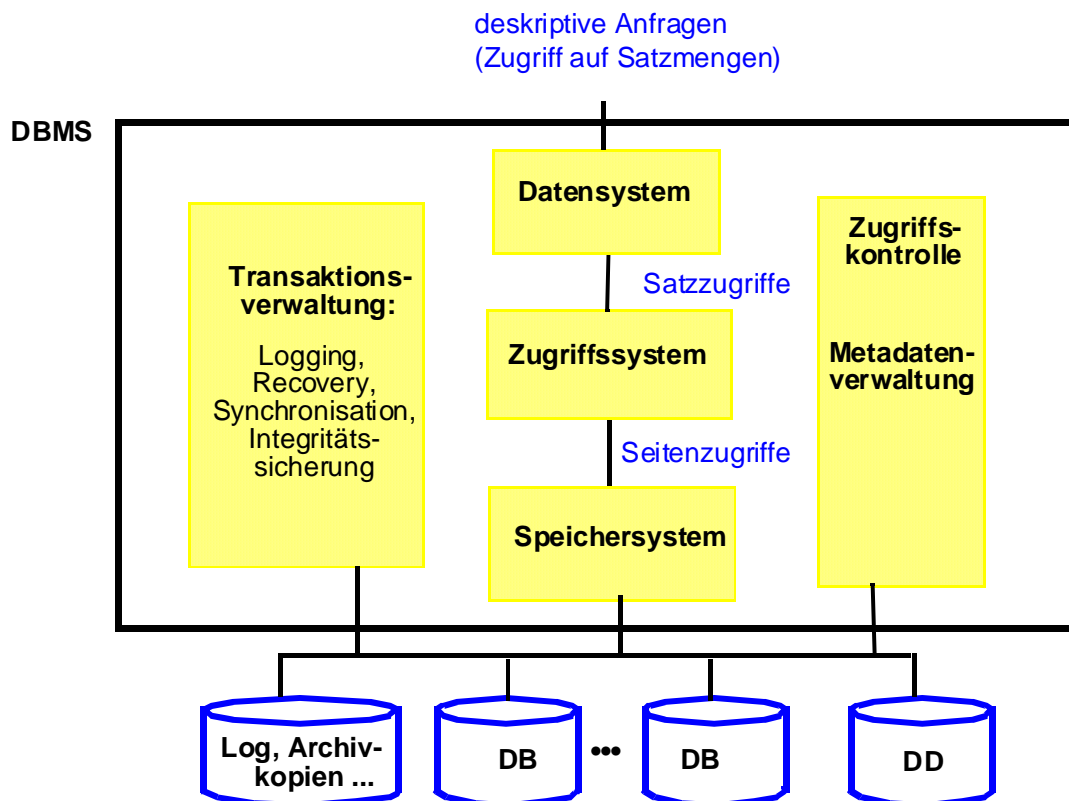 deskriptive Anfragen
(Zugriff auf Satzmengen)
DBMS
Datensystem
Transaktions-
verwaltung:
Logging,
Recovery,
Synchronisation,
Integritäts-
sicherung
Satzzugriffe
Zugriffssystem
Seitenzugriffe
Speichersystem
Zugriffs-
kontrolle
Metadaten-
verwaltung
Log, Archiv-
kopien ...
DB
•••
DB
DD